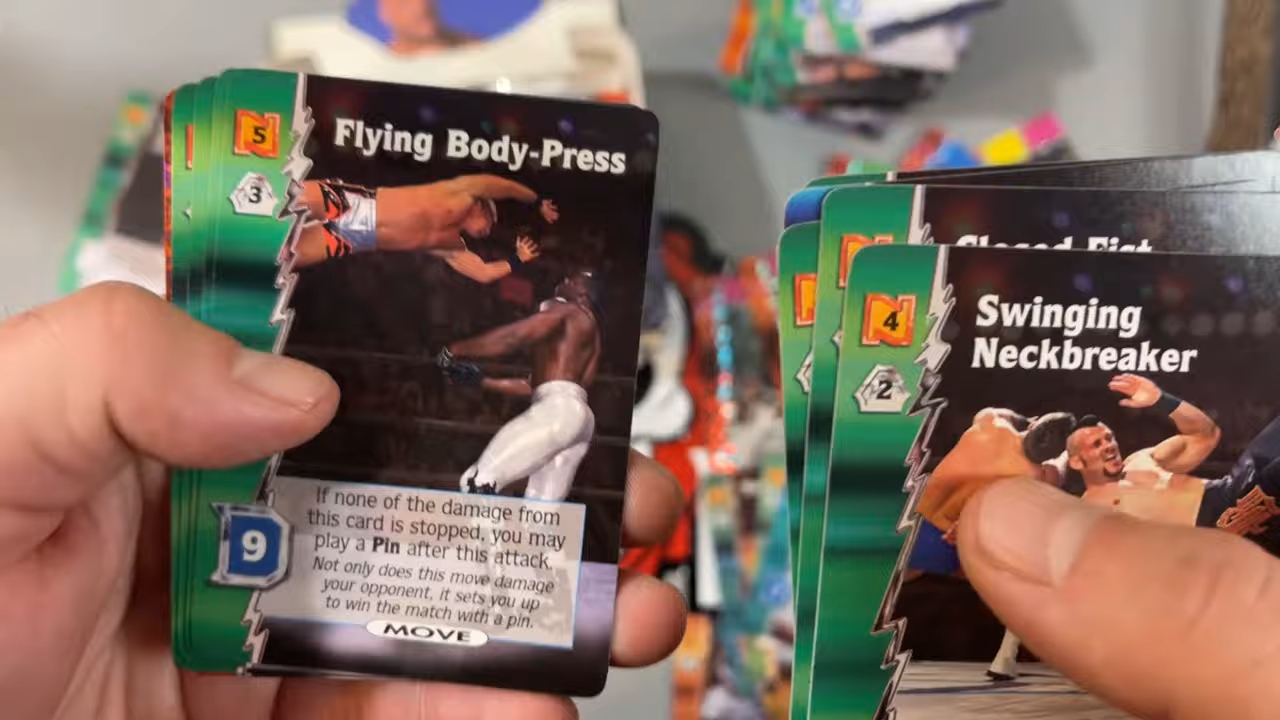 5
3
Flying Body-Press
9
If none of the damage from
this card is stopped, you may
play a Pin after this attack.
Not only does this move damage
your opponent, it sets you up
to win the match with a pin.
MOVE
Closed Fist
4
2
Swinging
Neckbreaker